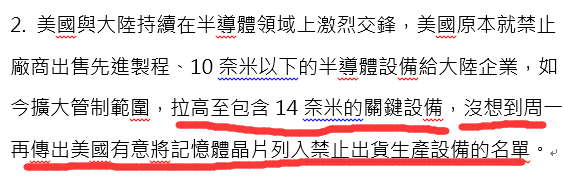 2. 美國與大陸持續在半導體領域上激烈交鋒，美國原本就禁止
廠商出售先進製程、10 奈米以下的半導體設備給大陸企業，如
今擴大管制範圍，拉高至包含 14 奈米的關鍵設備，沒想到周一
再傳出美國有意將記憶體晶片列入禁止出貨生產設備的名單。